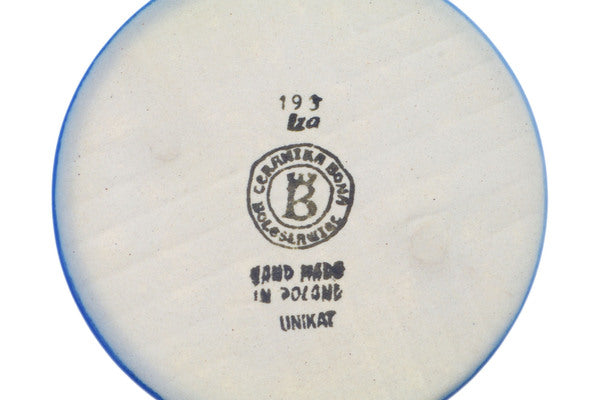 193
Iza
CERAMIKA BONA
BOLESŁAWIEC
B
HAND MADE
IN POLAND
UNIKAT